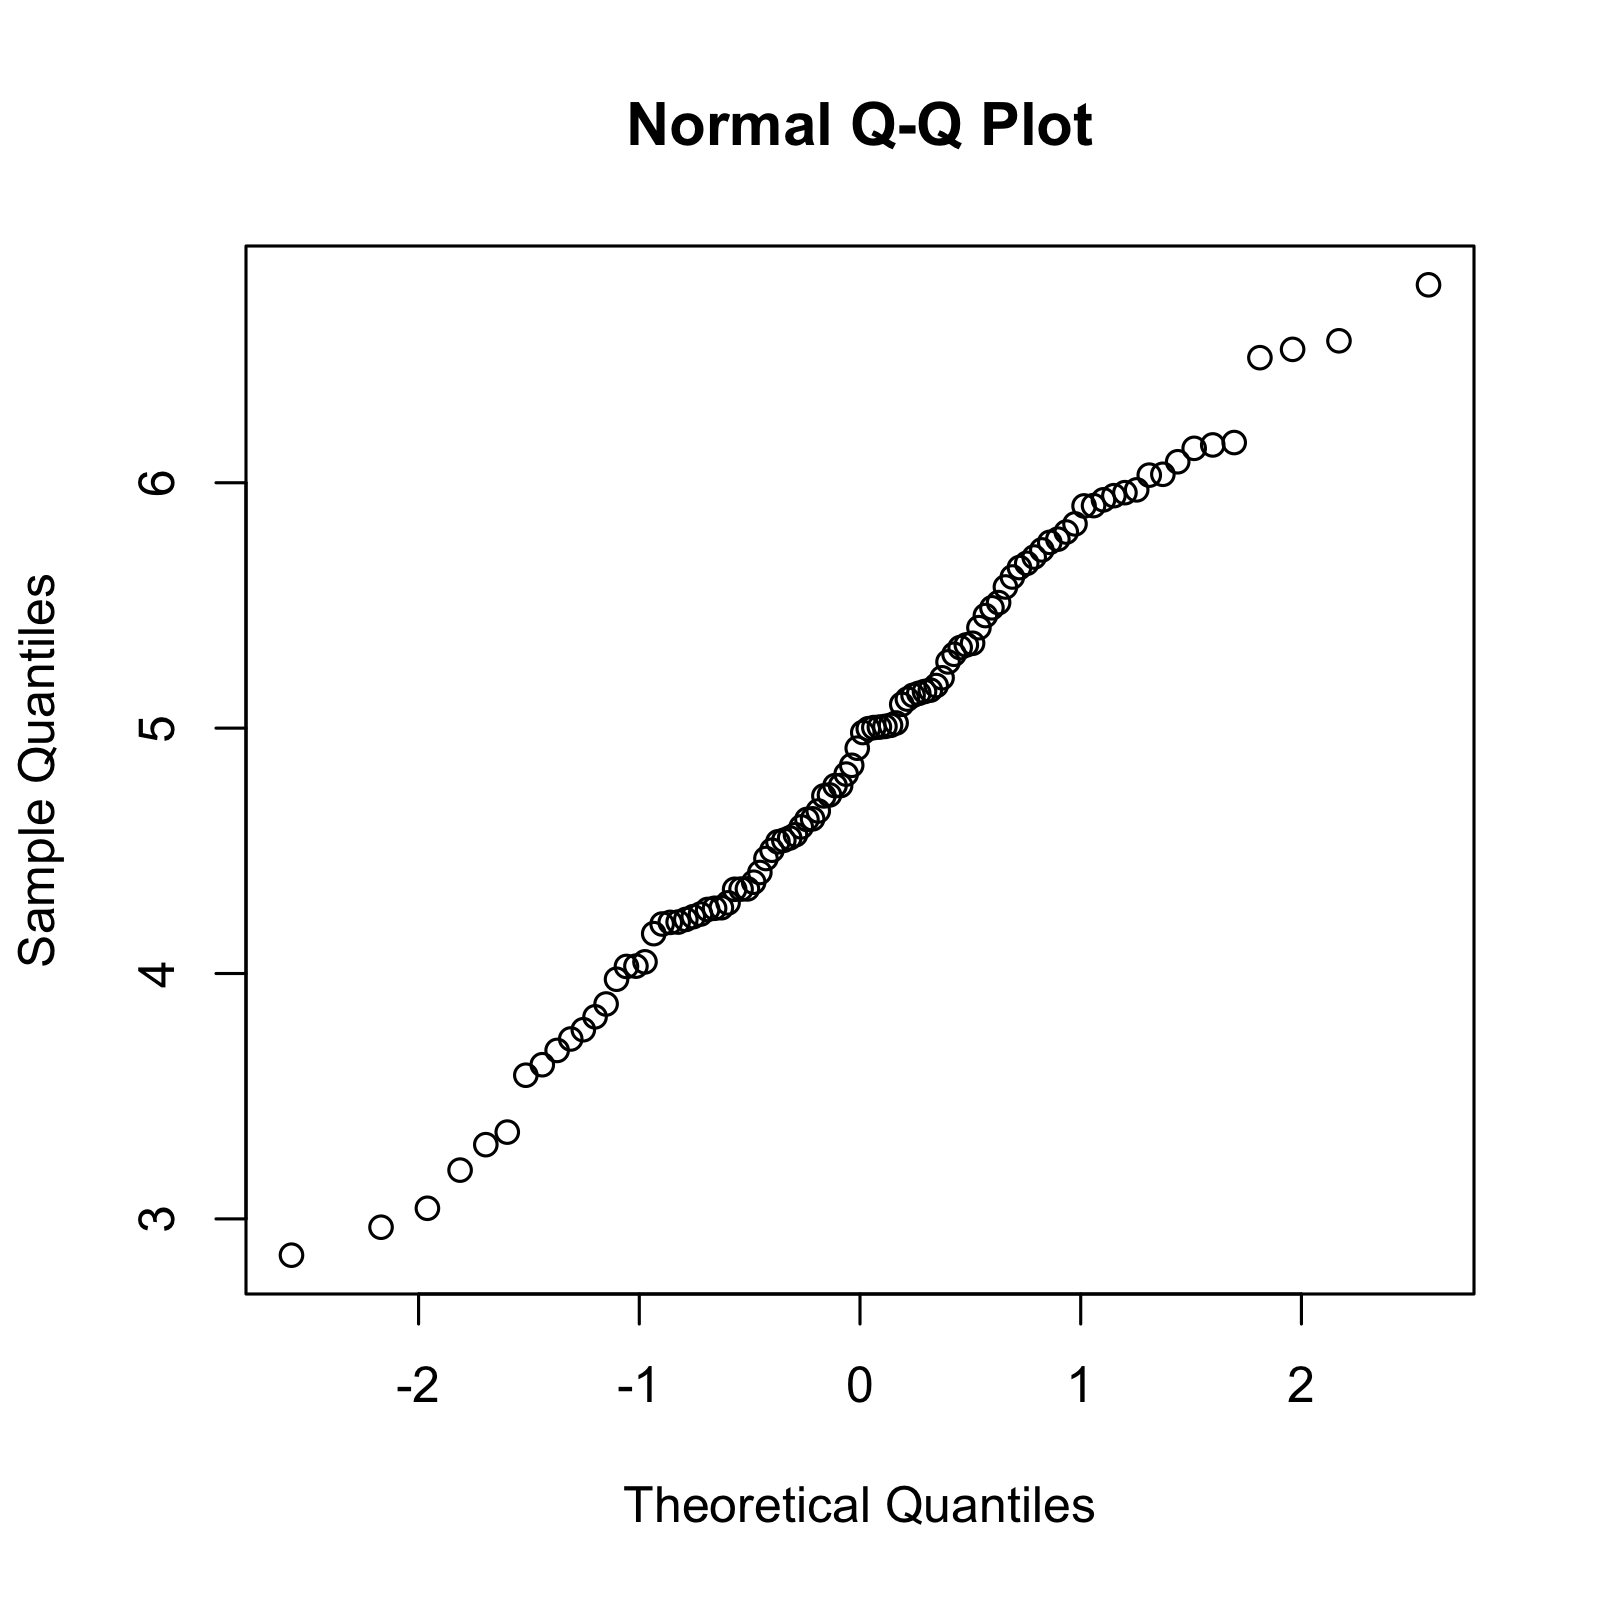 Normal Q-Q Plot
Sample Quantiles
6
5
4
3
-2 -1 0 1 2
Theoretical Quantiles